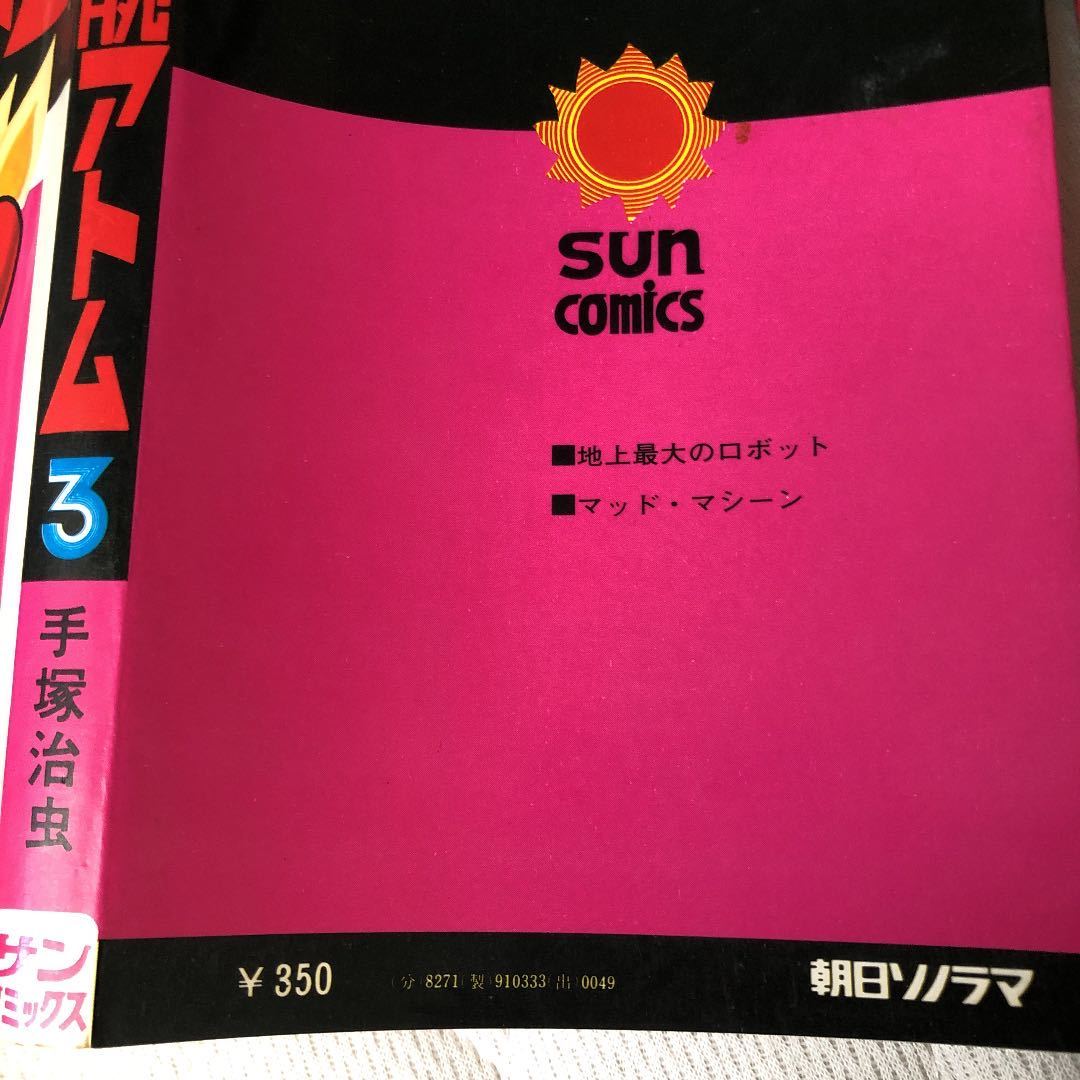 腕アトム
3
手塚治虫
サン
ミックス
sun
comics
■地上最大のロボット
■マッド・マシーン
¥350
(分)8271(製)910333(出)0049
朝日ソノラマ